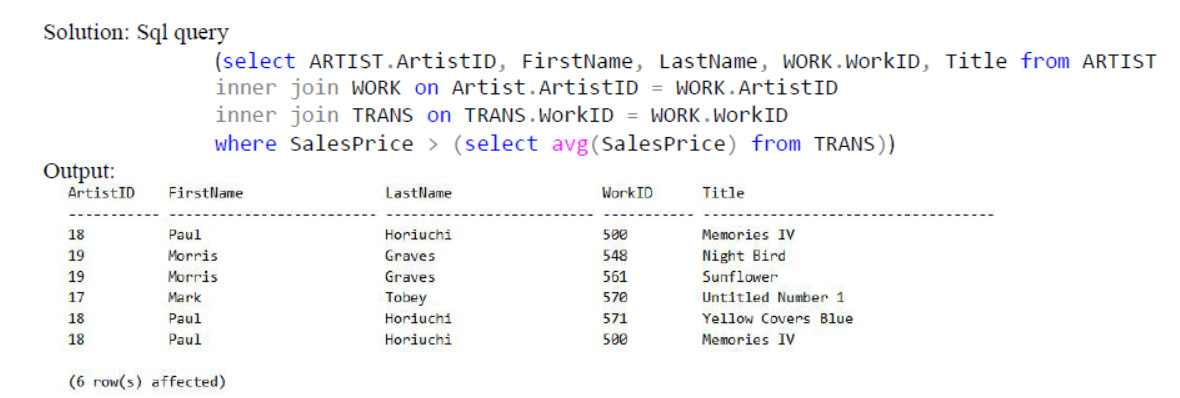 Solution: Sql query
(select ARTIST.ArtistID, FirstName, LastName, WORK.WorkID, Title from ARTIST
inner join WORK on Artist.ArtistID = WORK.ArtistID
inner join TRANS on TRANS.WorkID = WORK.WorkID
where SalesPrice > (select avg(SalesPrice) from TRANS))
Output:
ArtistID FirstName LastName WorkID Title
----------- ------------------------- ------------------------- ----------- -----------------------------------
18 Paul Horiuchi 500 Memories IV
19 Morris Graves 548 Night Bird
19 Morris Graves 561 Sunflower
17 Mark Tobey 570 Untitled Number 1
18 Paul Horiuchi 571 Yellow Covers Blue
18 Paul Horiuchi 500 Memories IV
(6 row(s) affected)